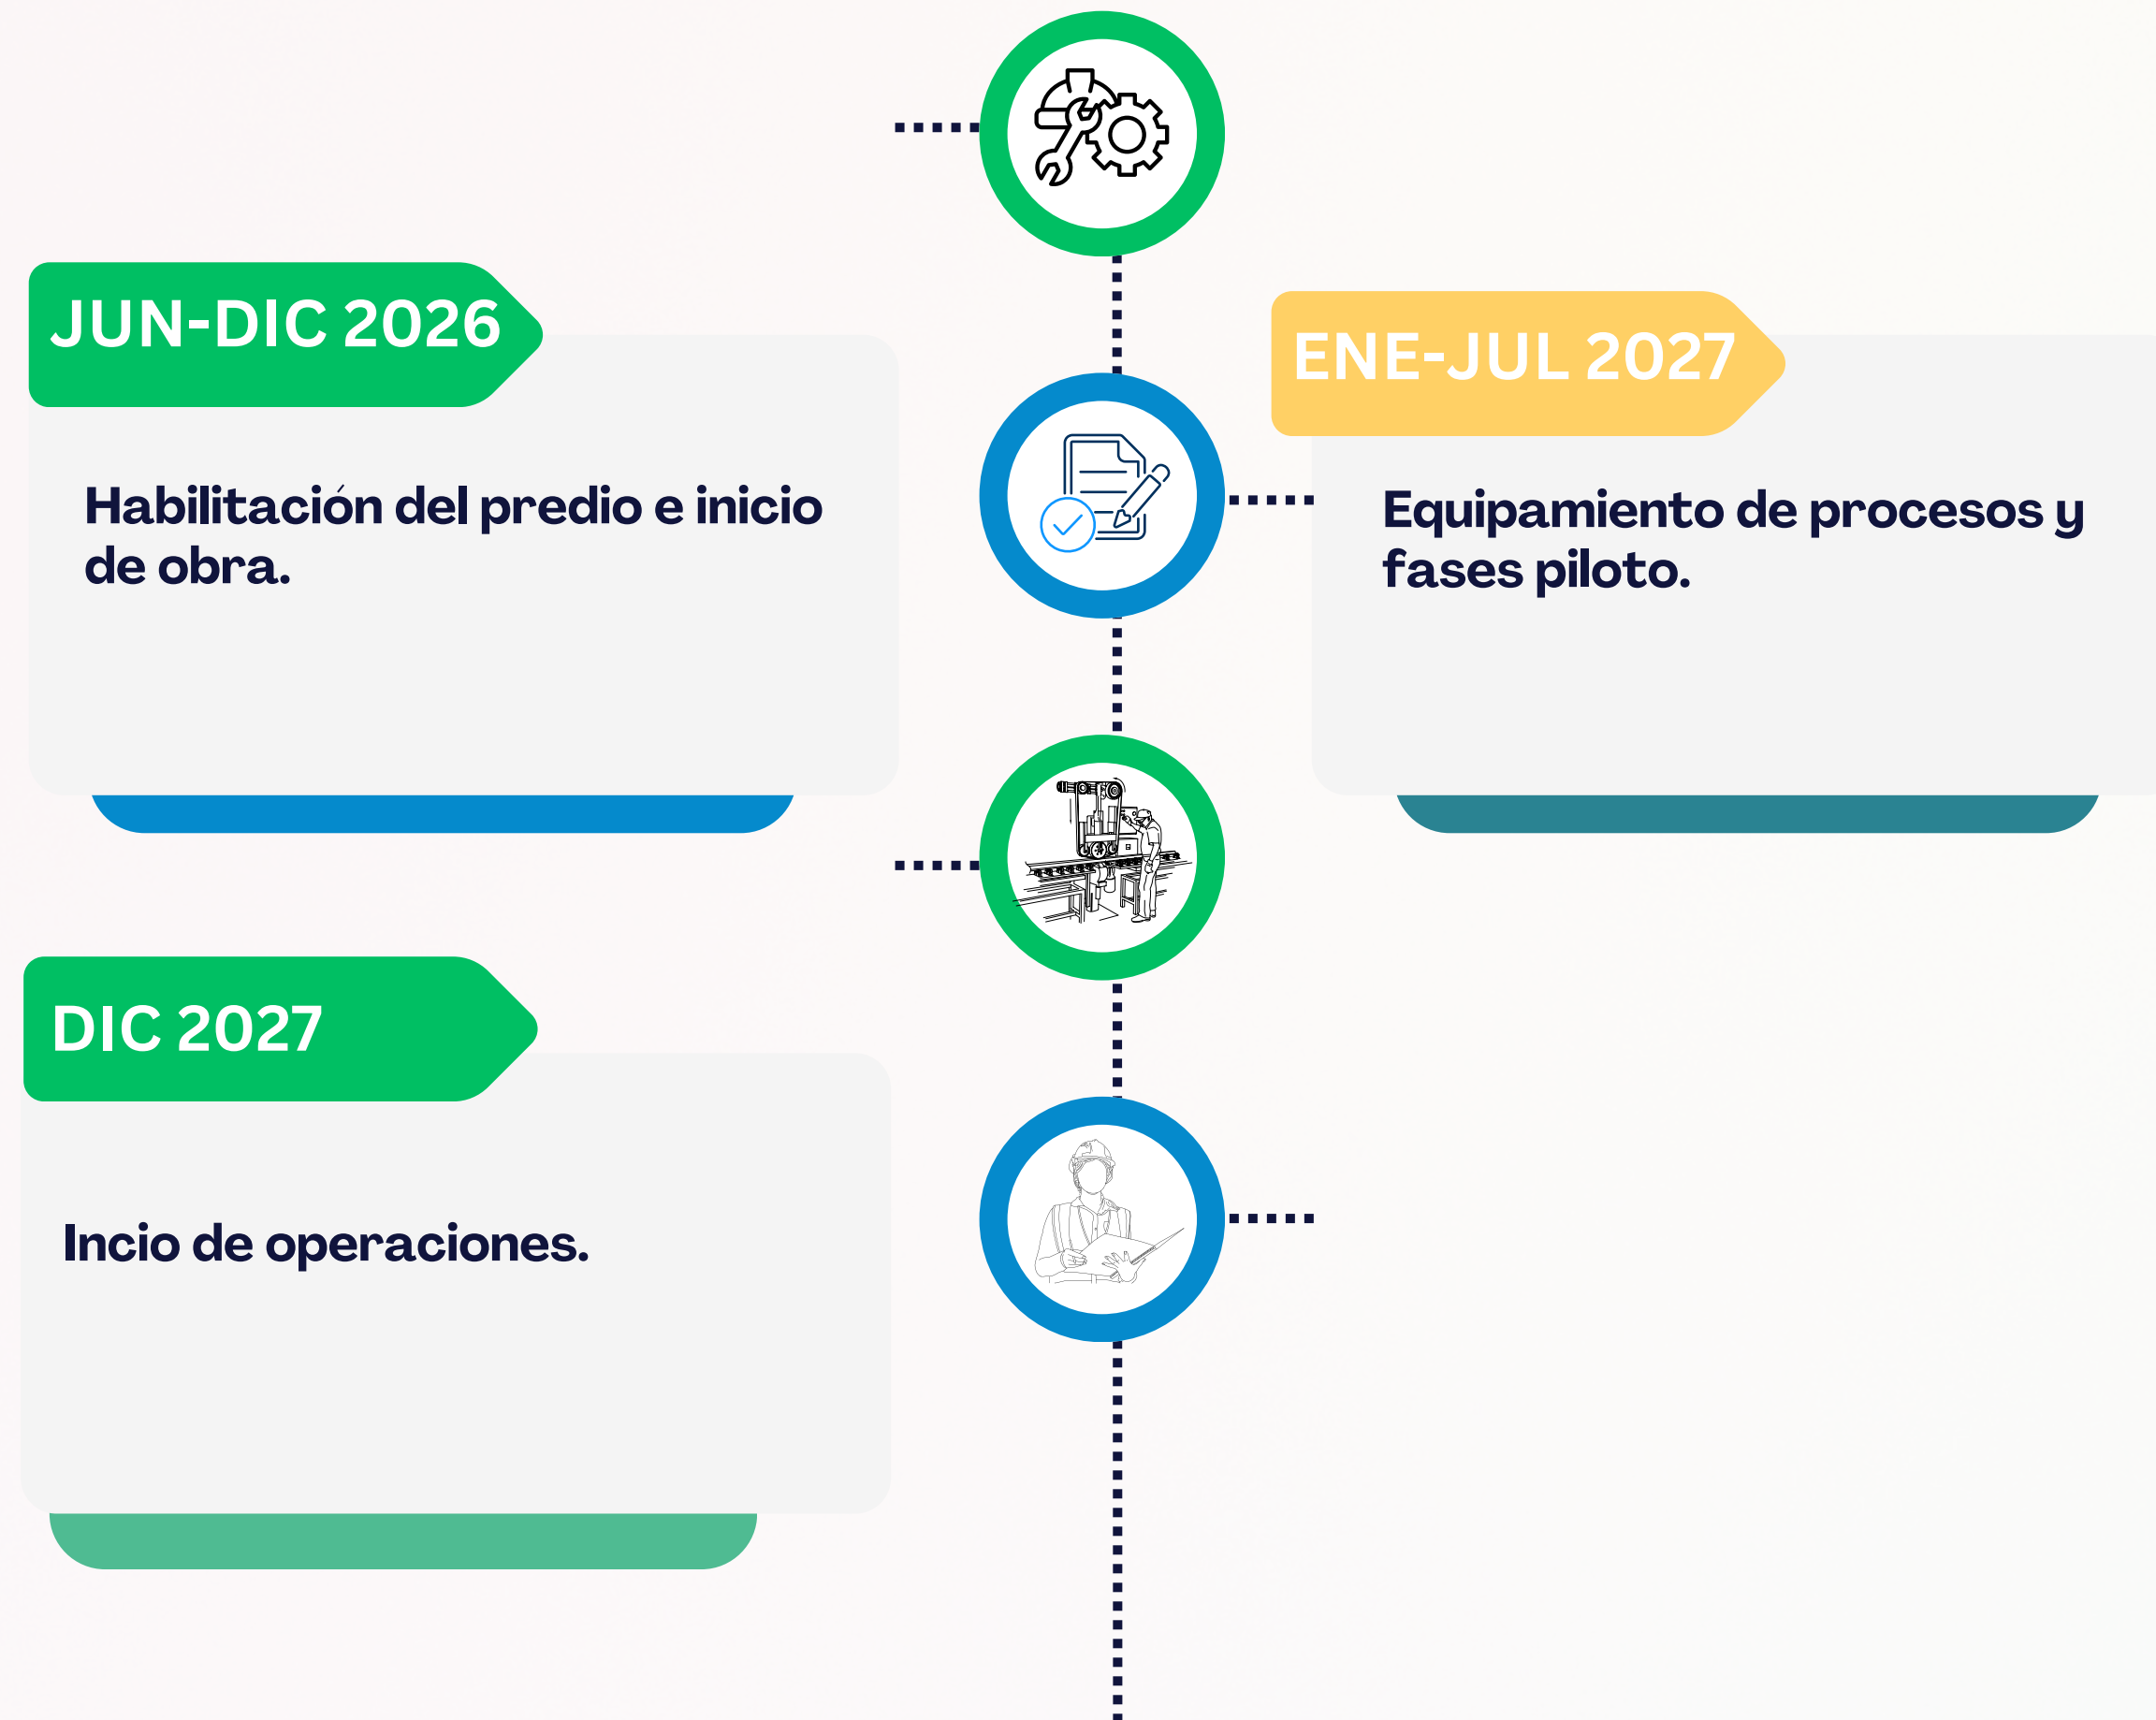 JUN-DIC 2026
Habilitación del predio e inicio
de obra.
ENE-JUL 2027
Equipamiento de procesos y
fases piloto.
DIC 2027
Incio de operaciones.